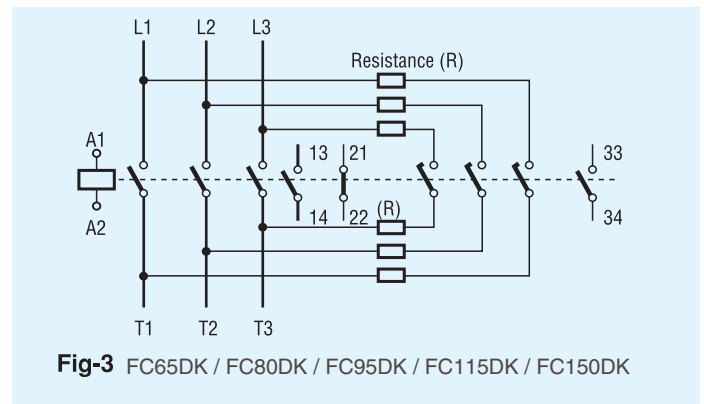 L1 L2 L3
Resistance (R)
A1
13 21 33
A2
14 22 (R) 34
T1 T2 T3
Fig-3 FC65DK / FC80DK / FC95DK / FC115DK / FC150DK